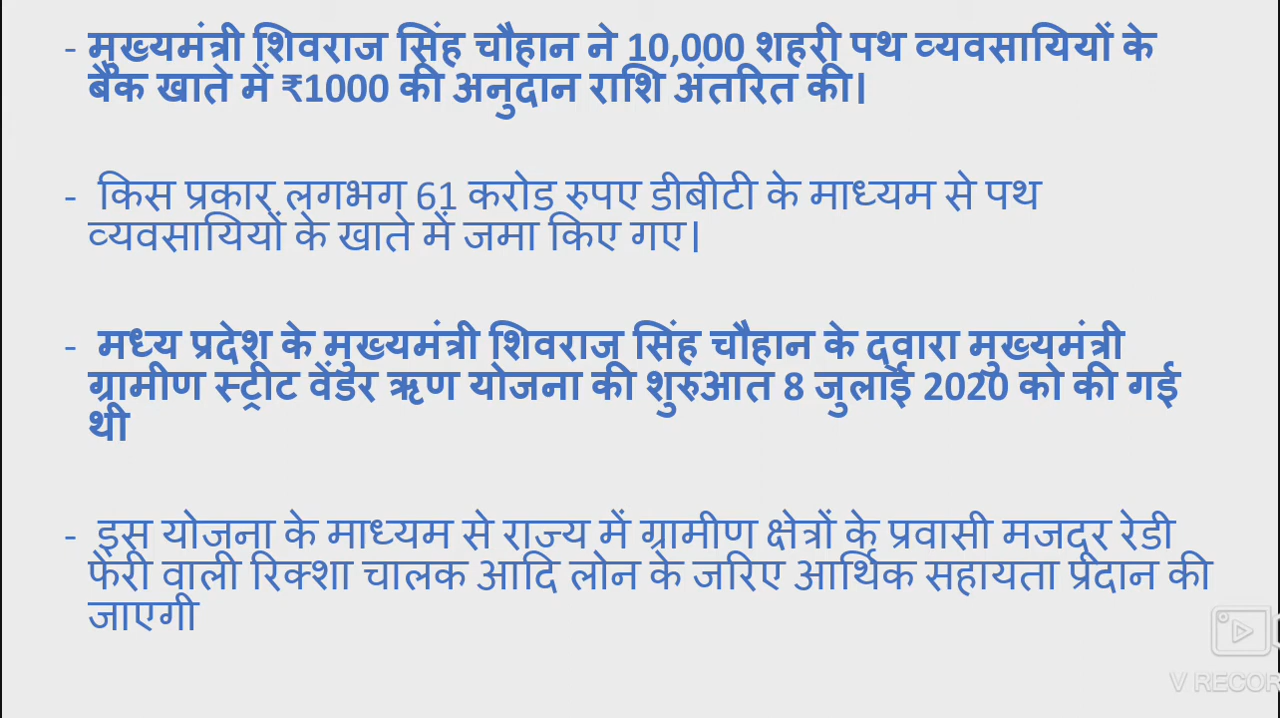 - मुख्यमंत्री शिवराज सिंह चौहान ने 10,000 शहरी पथ व्यवसायियों के
बैंक खाते में ₹1000 की अनुदान राशि अंतरित की।
- किस प्रकार लगभग 61 करोड रुपए डीबीटी के माध्यम से पथ
व्यवसायियों के खाते में जमा किए गए।
- मध्य प्रदेश के मुख्यमंत्री शिवराज सिंह चौहान के द्वारा मुख्यमंत्री
ग्रामीण स्ट्रीट वेंडर ऋण योजना की शुरुआत 8 जुलाई 2020 को की गई
थी
- इस योजना के माध्यम से राज्य में ग्रामीण क्षेत्रों के प्रवासी मजदूर रेडी
फेरी वाली रिक्शा चालक आदि लोन के जरिए आर्थिक सहायता प्रदान की
जाएगी
V RECOR